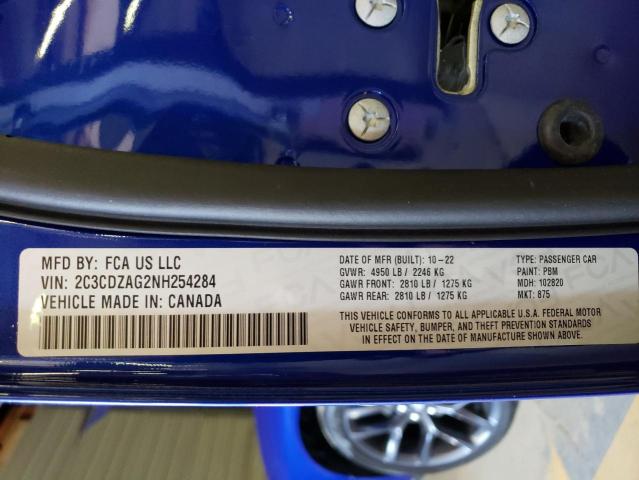 MFD BY: FCA US LLC
VIN: 2C3CDZAG2NH254284
VEHICLE MADE IN: CANADA
DATE OF MFR (BUILT): 10-22
GVWR: 4950 LB / 2246 KG
GAWR FRONT: 2810 LB / 1275 KG
GAWR REAR: 2810 LB / 1275 KG
TYPE: PASSENGER CAR
PAINT: PBM
MDH: 102820
MKT: 875
THIS VEHICLE CONFORMS TO ALL APPLICABLE U.S.A. FEDERAL MOTOR
VEHICLE SAFETY, BUMPER, AND THEFT PREVENTION STANDARDS
IN EFFECT ON THE DATE OF MANUFACTURE SHOWN ABOVE.